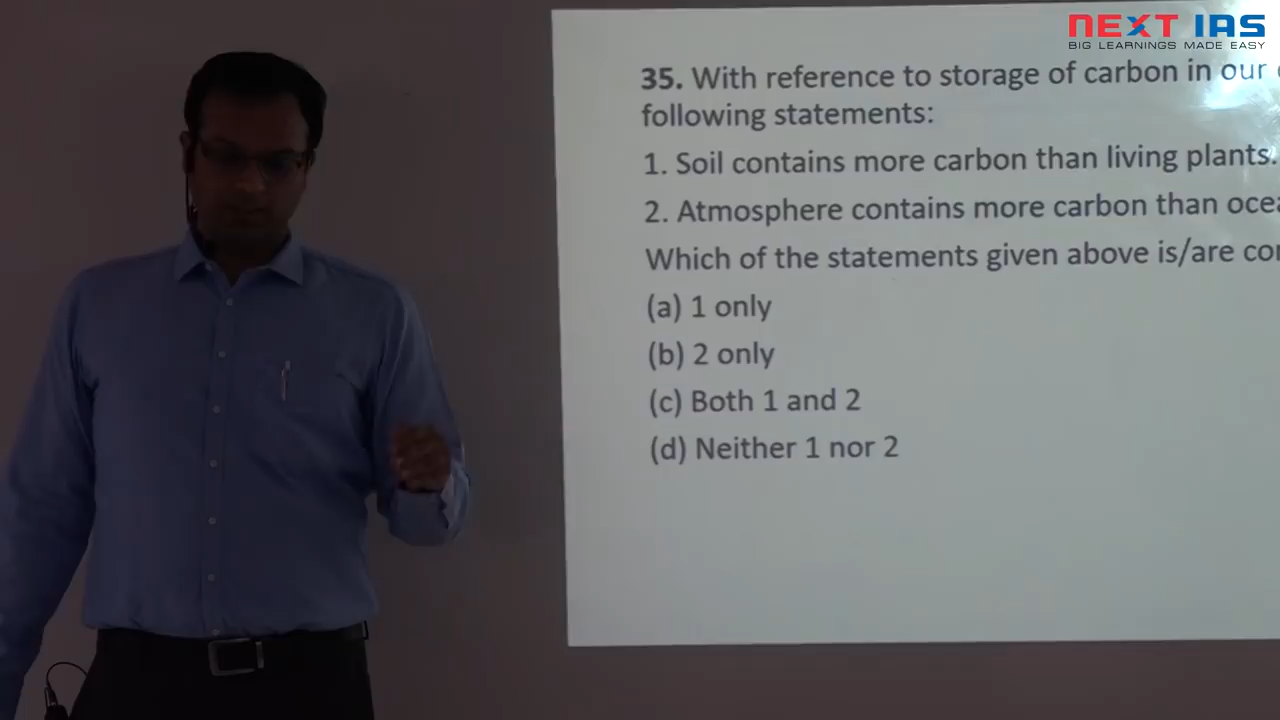 NEXT IAS
BIG LEARNINGS MADE EASY
35. With reference to storage of carbon in our
following statements:
1. Soil contains more carbon than living plants.
2. Atmosphere contains more carbon than
Which of the statements given above is/are
(a) 1 only
(b) 2 only
(c) Both 1 and 2
(d) Neither 1 nor 2